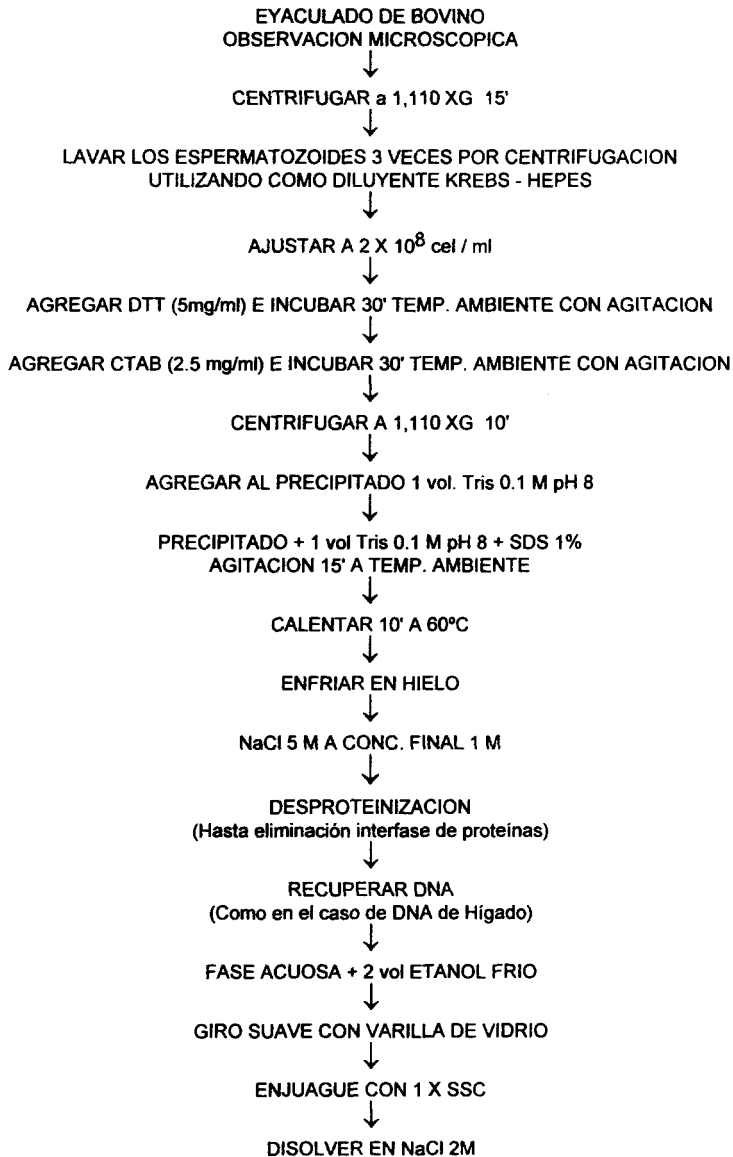 EYACULADO DE BOVINO
OBSERVACION MICROSCOPICA
↓
CENTRIFUGAR a 1,110 XG 15'
↓
LAVAR LOS ESPERMATOZOIDES 3 VECES POR CENTRIFUGACION
UTILIZANDO COMO DILUYENTE KREBS - HEPES
↓
AJUSTAR A 2 X 10⁸ cel / ml
↓
AGREGAR DTT (5mg/ml) E INCUBAR 30' TEMP. AMBIENTE CON AGITACION
↓
AGREGAR CTAB (2.5 mg/ml) E INCUBAR 30' TEMP. AMBIENTE CON AGITACION
↓
CENTRIFUGAR A 1,110 XG 10'
↓
AGREGAR AL PRECIPITADO 1 vol. Tris 0.1 M pH 8
↓
PRECIPITADO + 1 vol Tris 0.1 M pH 8 + SDS 1%
AGITACION 15' A TEMP. AMBIENTE
↓
CALENTAR 10' A 60ºC
↓
ENFRIAR EN HIELO
↓
NaCl 5 M A CONC. FINAL 1 M
↓
DESPROTEINIZACION
(Hasta eliminación interfase de proteínas)
↓
RECUPERAR DNA
(Como en el caso de DNA de Hígado)
↓
FASE ACUOSA + 2 vol ETANOL FRIO
↓
GIRO SUAVE CON VARILLA DE VIDRIO
↓
ENJUAGUE CON 1 X SSC
↓
DISOLVER EN NaCl 2M